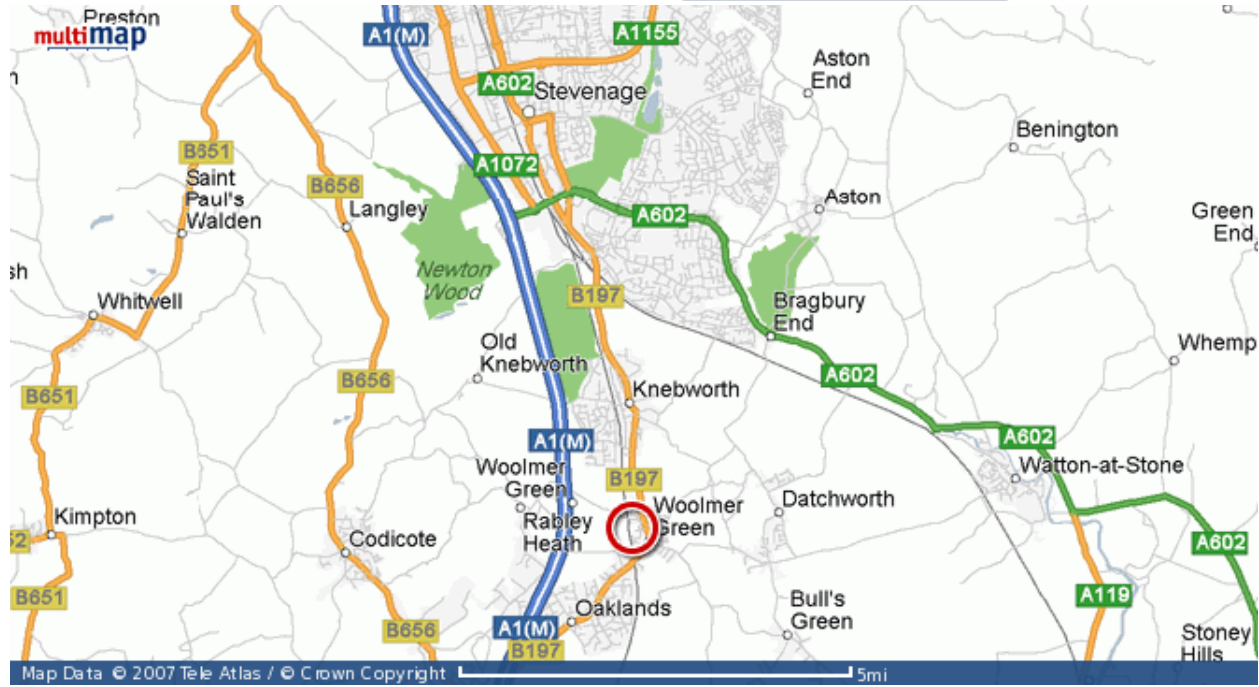 Preston
multimap
A1(M)
A1155
A602
Stevenage
Aston
End
Benington
B651
A1072
B656
Saint
Paul's
Walden
Langley
A602
Aston
Green
End
Newton
Wood
sh
Whitwell
B197
Bragbury
End
Old
Knebworth
Whemp
B651
B656
Knebworth
A602
A1(M)
A602
Woolmer
Green
B197
Watton-at-Stone
Kimpton
Rabley
Heath
Woolmer
Green
Datchworth
52
Codicote
A602
B651
Oaklands
Bull's
Green
A119
B656
A1(M)
B197
Stoney
Hills
Map Data © 2007 Tele Atlas / © Crown Copyright
5mi